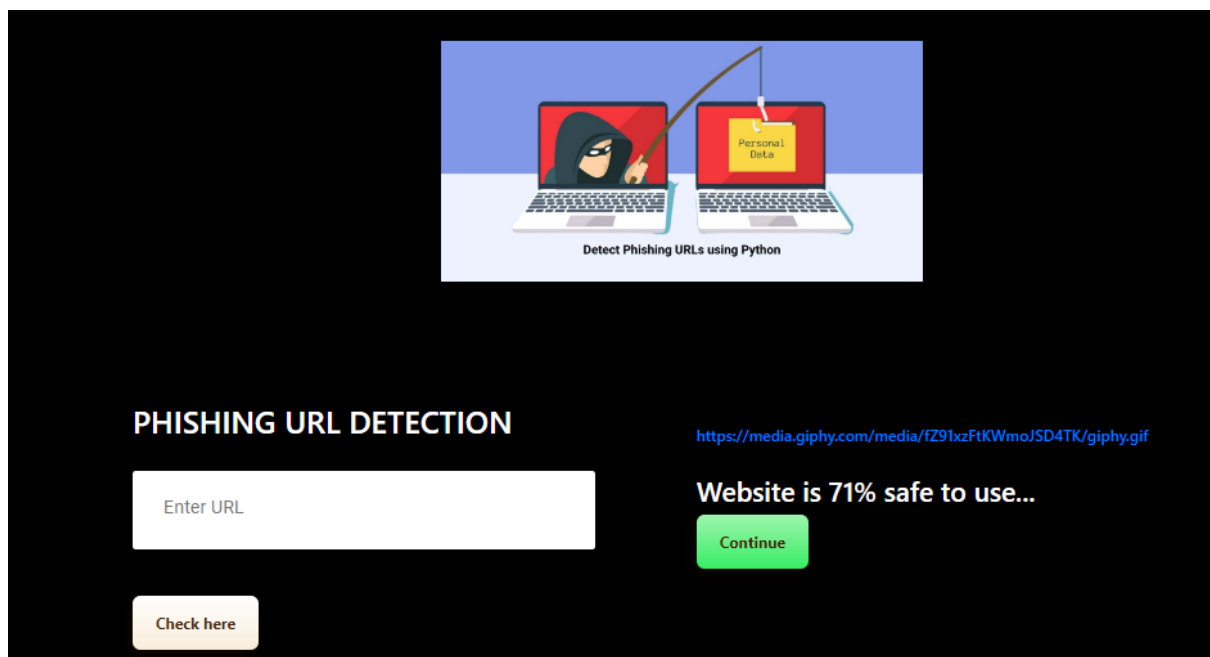 Personal
Data
Detect Phishing URLs using Python
PHISHING URL DETECTION
Enter URL
Check here
https://media.giphy.com/media/fZ91xzFtKWmoJSD4TK/giphy.gif
Website is 71% safe to use...
Continue